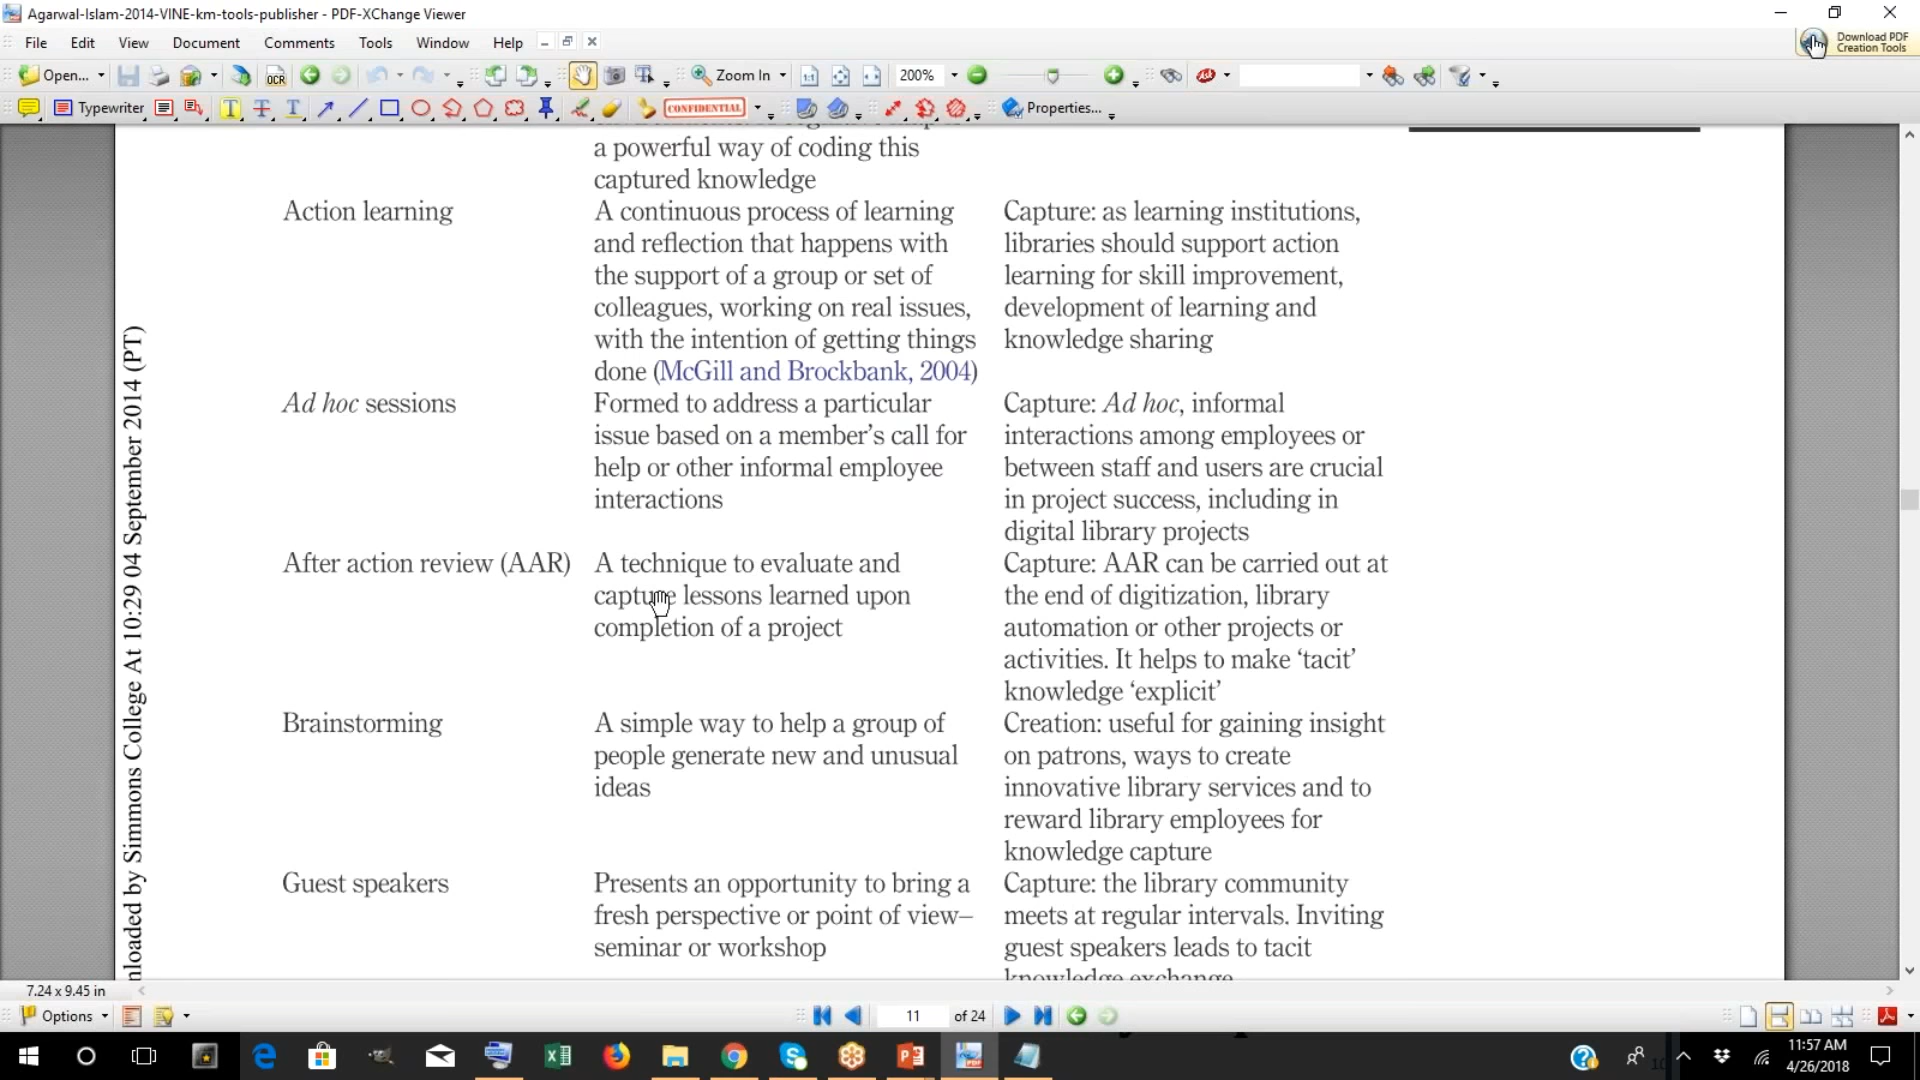 Agarwal-Islam-2014-VINE-km-tools-publisher - PDF-XChange Viewer
File Edit View Document Comments Tools Window Help
Download PDF
Creation Tools
Open... OCR Zoom In 1:1 200%
Typewriter CONFIDENTIAL Properties...
a powerful way of coding this
captured knowledge
Action learning
A continuous process of learning
and reflection that happens with
the support of a group or set of
colleagues, working on real issues,
with the intention of getting things
done (McGill and Brockbank, 2004)
Capture: as learning institutions,
libraries should support action
learning for skill improvement,
development of learning and
knowledge sharing
Ad hoc sessions
Formed to address a particular
issue based on a member's call for
help or other informal employee
interactions
Capture: Ad hoc, informal
interactions among employees or
between staff and users are crucial
in project success, including in
digital library projects
After action review (AAR)
A technique to evaluate and
capture lessons learned upon
completion of a project
Capture: AAR can be carried out at
the end of digitization, library
automation or other projects or
activities. It helps to make ‘tacit’
knowledge ‘explicit’
Brainstorming
A simple way to help a group of
people generate new and unusual
ideas
Creation: useful for gaining insight
on patrons, ways to create
innovative library services and to
reward library employees for
knowledge capture
Guest speakers
Presents an opportunity to bring a
fresh perspective or point of view–
seminar or workshop
Capture: the library community
meets at regular intervals. Inviting
guest speakers leads to tacit
knowledge exchange
nloaded by Simmons College At 10:29 04 September 2014 (PT)
7.24 x 9.45 in
Options 11 of 24
11:57 AM
4/26/2018